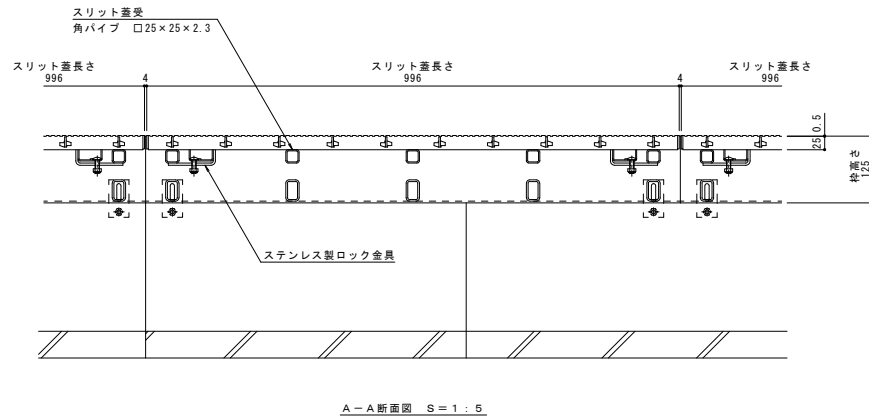 スリット蓋受
角パイプ □25×25×2.3
スリット蓋長さ
996
4
スリット蓋長さ
996
4
スリット蓋長さ
996
25
0.5
枠高さ
125
ステンレス製ロック金具
A－A断面図 S＝1：5